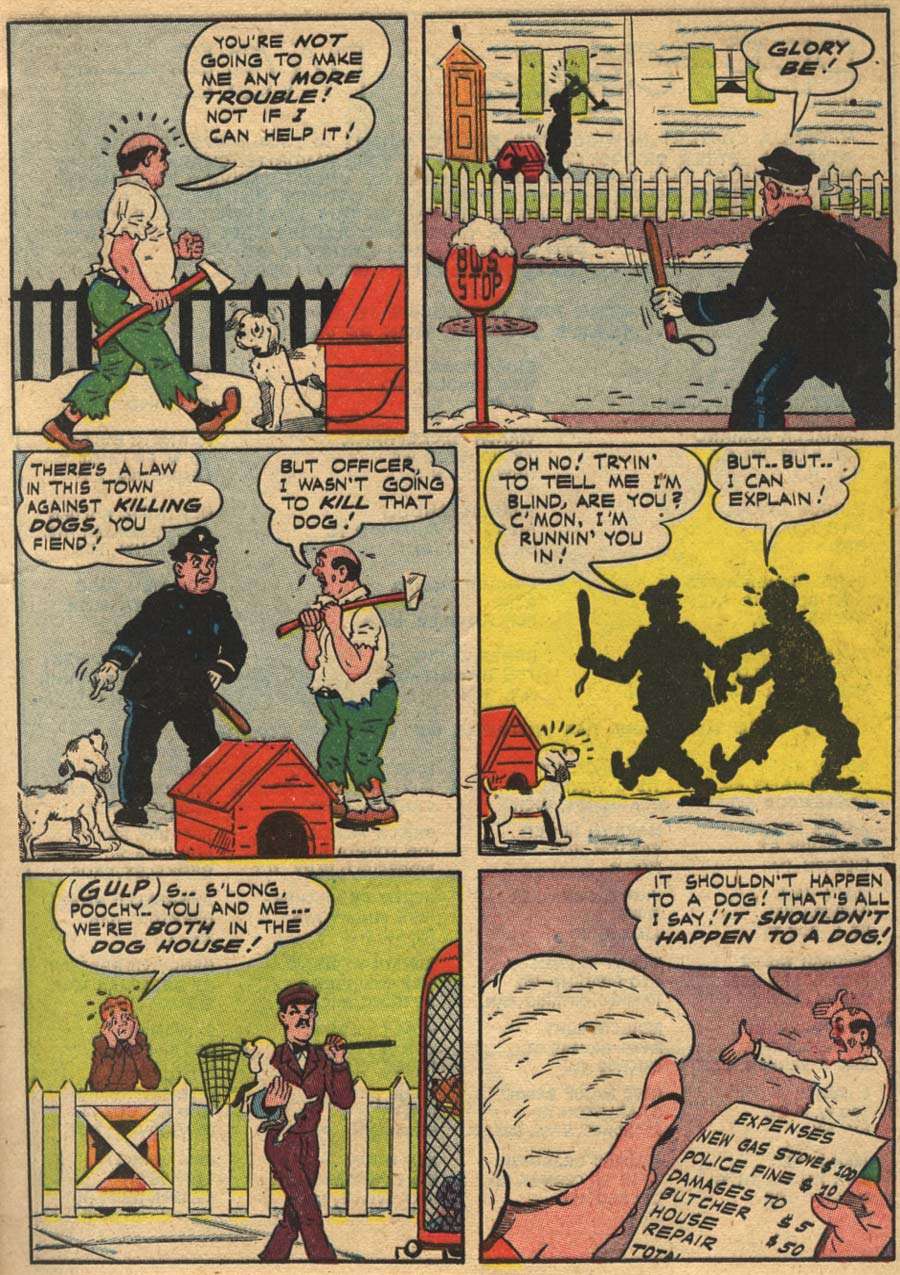 YOU'RE NOT
GOING TO MAKE
ME ANY MORE
TROUBLE!
NOT IF I
CAN HELP IT!
GLORY
BE!
BUS
STOP
THERE'S A LAW
IN THIS TOWN
AGAINST KILLING
DOGS, YOU
FIEND!
BUT OFFICER,
I WASN'T GOING
TO KILL THAT
DOG!
OH NO! TRYIN'
TO TELL ME I'M
BLIND, ARE YOU?
C'MON, I'M
RUNNIN' YOU
IN!
BUT.. BUT..
I CAN
EXPLAIN!
(GULP) S.. S'LONG,
POOCHY.. YOU AND ME...
WE'RE BOTH IN THE
DOG HOUSE!
IT SHOULDN'T HAPPEN
TO A DOG! THAT'S ALL
I SAY! IT SHOULDN'T
HAPPEN TO A DOG!
EXPENSES
NEW GAS STOVE $100
POLICE FINE $10
DAMAGES TO
BUTCHER $5
HOUSE
REPAIR $50
TOTAL